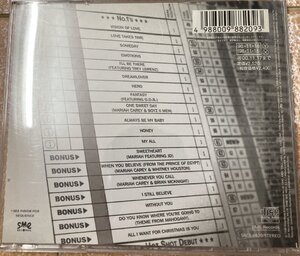 ★★★ No.1's
VISION OF LOVE
LOVE TAKES TIME
SOMEDAY
EMOTIONS
I'LL BE THERE
(FEATURING TREY LORENZ)
DREAMLOVER
HERO
FANTASY
(FEATURING O.D.B.)
ONE SWEET DAY
(MARIAH CAREY & BOYZ II MEN)
ALWAYS BE MY BABY
HONEY
MY ALL
BONUS SWEETHEART
(MARIAH FEATURING JD)
BONUS WHEN YOU BELIEVE (FROM THE PRINCE OF EGYPT)
(MARIAH CAREY & WHITNEY HOUSTON)
BONUS WHENEVER YOU CALL
(MARIAH CAREY & BRIAN MCKNIGHT)
BONUS I STILL BELIEVE
BONUS WITHOUT YOU
BONUS DO YOU KNOW WHERE YOU'RE GOING TO
(THEME FROM MAHOGANY)
BONUS ALL I WANT FOR CHRISTMAS IS YOU
HOT SHOT DEBUT
4 988009 882093
SME